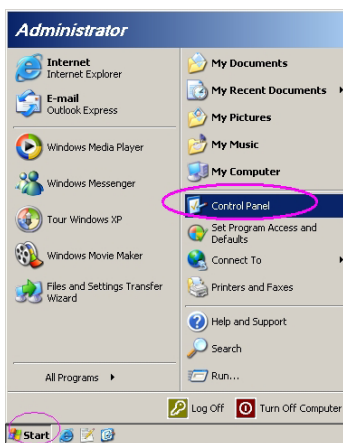 Administrator
Internet
Internet Explorer
E-mail
Outlook Express
Windows Media Player
Windows Messenger
Tour Windows XP
Windows Movie Maker
Files and Settings Transfer
Wizard
All Programs
My Documents
My Recent Documents
My Pictures
My Music
My Computer
Control Panel
Set Program Access and
Defaults
Connect To
Printers and Faxes
Help and Support
Search
Run...
Log Off
Turn Off Computer
Start